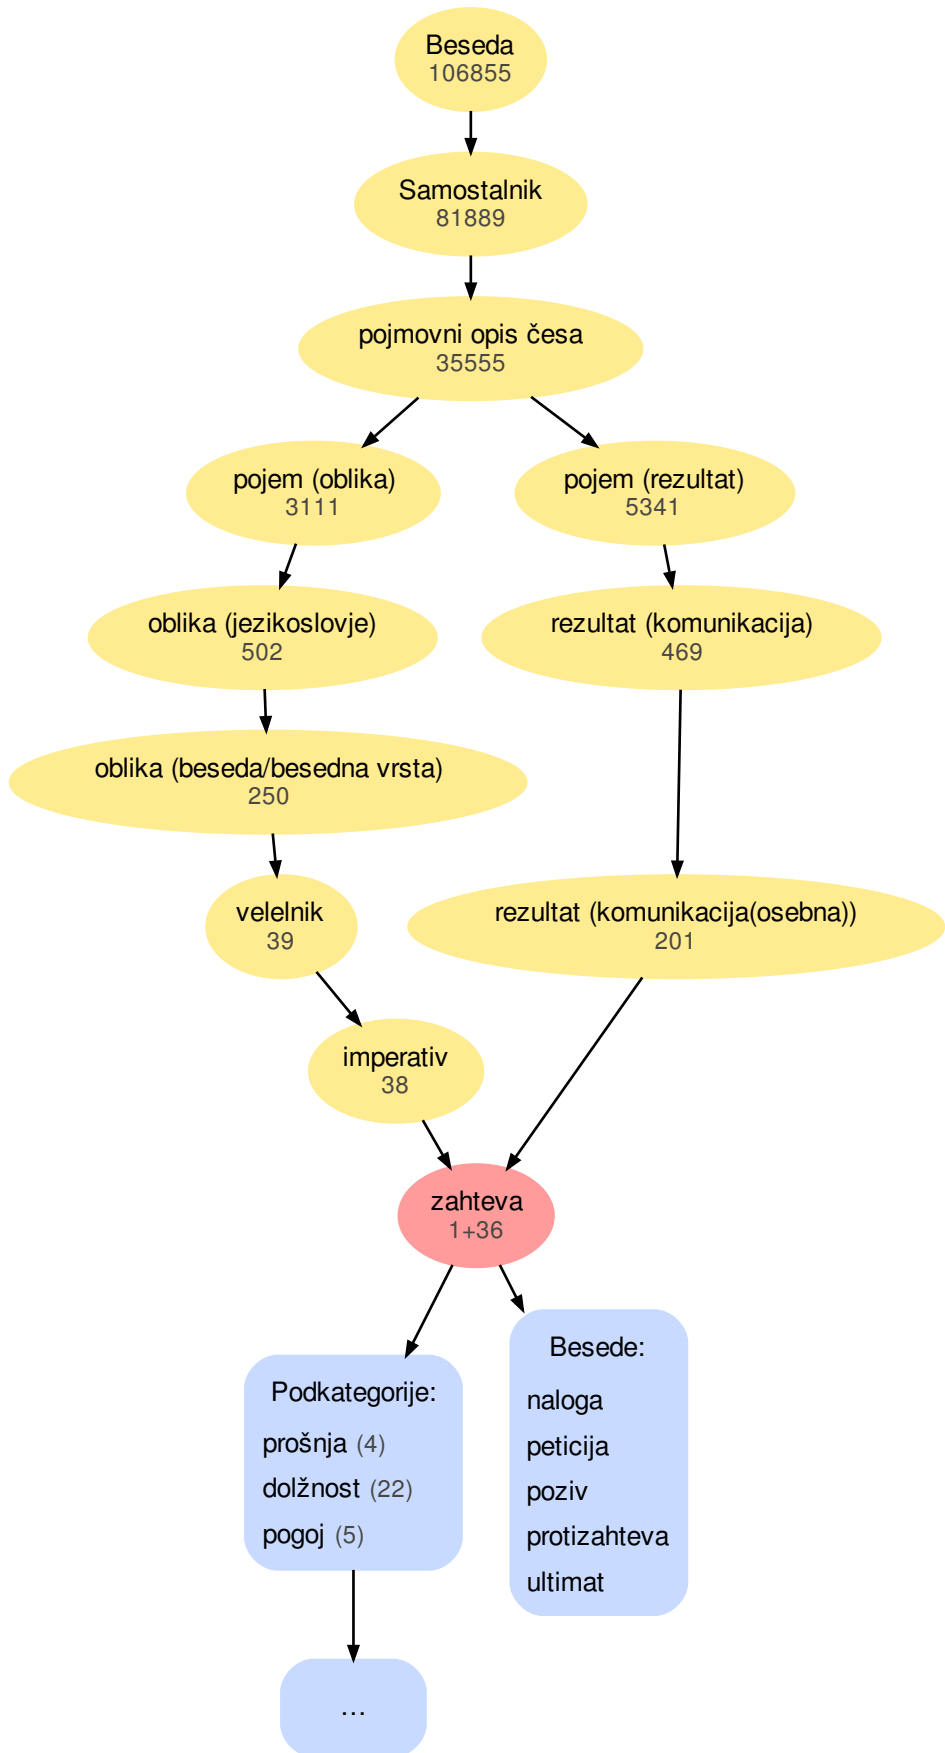 Beseda
106855
Samostalnik
81889
pojmovni opis česa
35555
pojem (oblika)
3111
pojem (rezultat)
5341
oblika (jezikoslovje)
502
rezultat (komunikacija)
469
oblika (beseda/besedna vrsta)
250
velelnik
39
rezultat (komunikacija(osebna))
201
imperativ
38
zahteva
1+36
Podkategorije:
prošnja (4)
dolžnost (22)
pogoj (5)
Besede:
naloga
peticija
poziv
protizahteva
ultimat
...